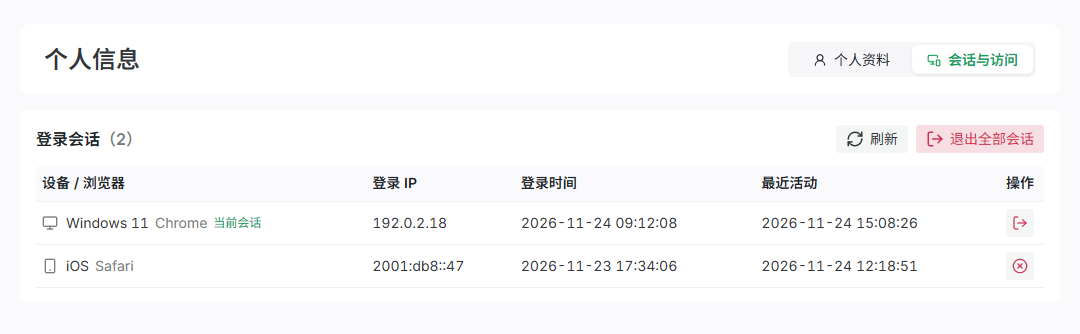 个人信息
个人资料 会话与访问
登录会话（2） 刷新 退出全部会话
设备 / 浏览器 登录 IP 登录时间 最近活动 操作
Windows 11 Chrome 当前会话 192.0.2.18 2026-11-24 09:12:08 2026-11-24 15:08:26
iOS Safari 2001:db8::47 2026-11-23 17:34:06 2026-11-24 12:18:51